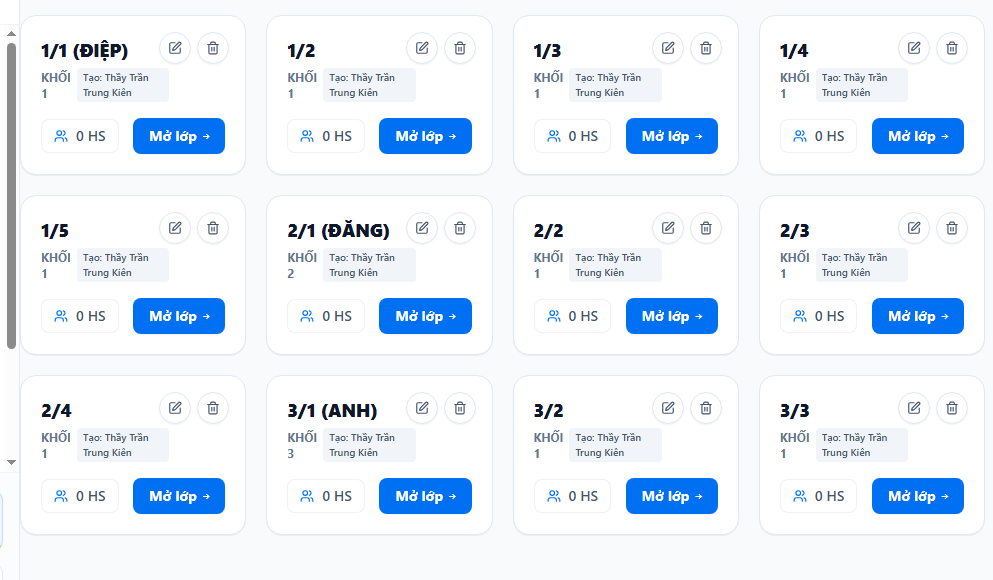 1/1 (ĐIỆP)
KHỐI 1
Tạo: Thầy Trần
Trung Kiên
0 HS
Mở lớp →
1/2
KHỐI 1
Tạo: Thầy Trần
Trung Kiên
0 HS
Mở lớp →
1/3
KHỐI 1
Tạo: Thầy Trần
Trung Kiên
0 HS
Mở lớp →
1/4
KHỐI 1
Tạo: Thầy Trần
Trung Kiên
0 HS
Mở lớp →
1/5
KHỐI 1
Tạo: Thầy Trần
Trung Kiên
0 HS
Mở lớp →
2/1 (ĐĂNG)
KHỐI 2
Tạo: Thầy Trần
Trung Kiên
0 HS
Mở lớp →
2/2
KHỐI 1
Tạo: Thầy Trần
Trung Kiên
0 HS
Mở lớp →
2/3
KHỐI 1
Tạo: Thầy Trần
Trung Kiên
0 HS
Mở lớp →
2/4
KHỐI 1
Tạo: Thầy Trần
Trung Kiên
0 HS
Mở lớp →
3/1 (ANH)
KHỐI 3
Tạo: Thầy Trần
Trung Kiên
0 HS
Mở lớp →
3/2
KHỐI 1
Tạo: Thầy Trần
Trung Kiên
0 HS
Mở lớp →
3/3
KHỐI 1
Tạo: Thầy Trần
Trung Kiên
0 HS
Mở lớp →